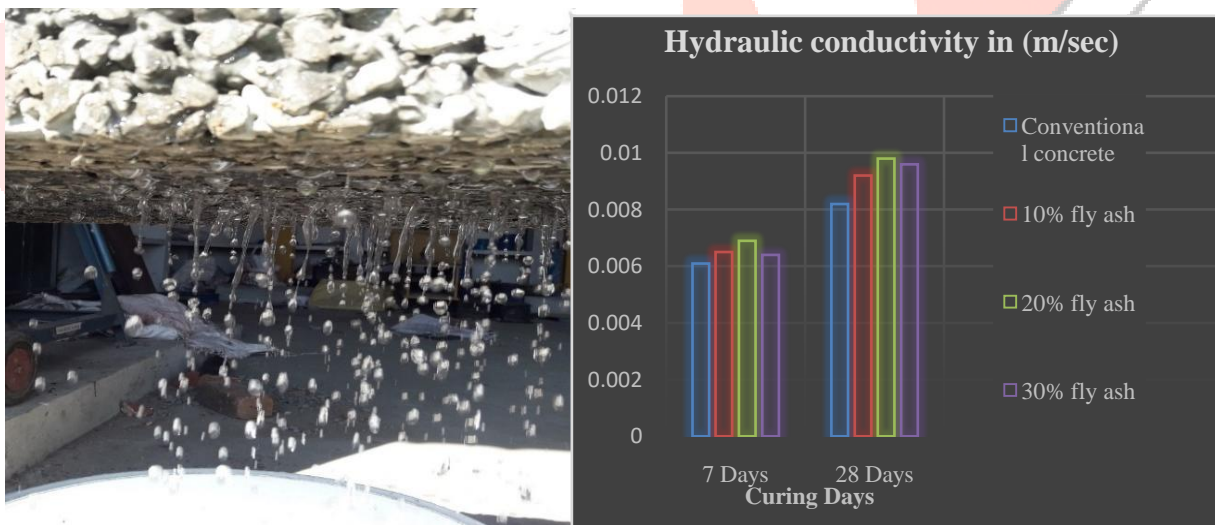 Hydraulic conductivity in (m/sec)
0.012
0.01
0.008
0.006
0.004
0.002
0
7 Days
28 Days
Curing Days
Conventiona
l concrete
10% fly ash
20% fly ash
30% fly ash